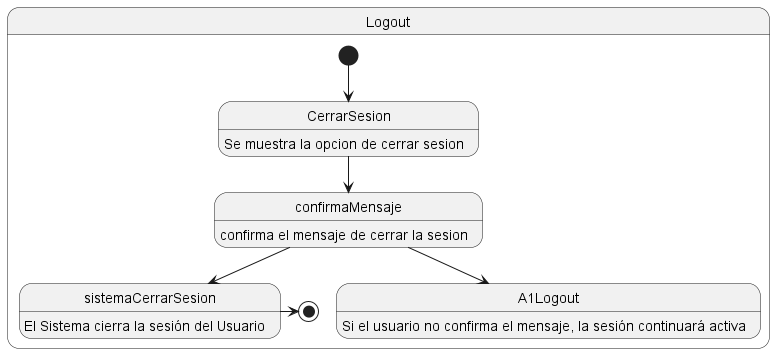 Logout
CerrarSesion
Se muestra la opcion de cerrar sesion
confirmaMensaje
confirma el mensaje de cerrar la sesion
sistemaCerrarSesion
El Sistema cierra la sesión del Usuario
A1Logout
Si el usuario no confirma el mensaje, la sesión continuará activa